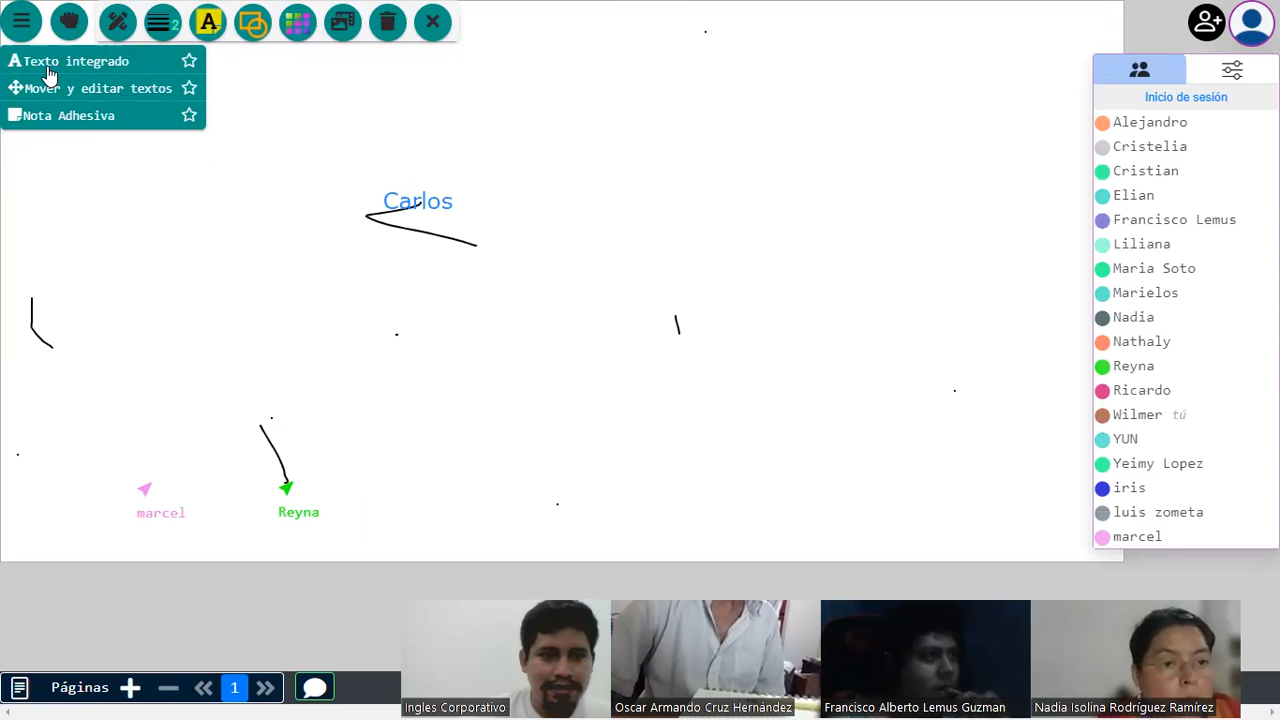 2
A
Texto integrado
Mover y editar textos
Nota Adhesiva
Carlos
marcel
Reyna
Inicio de sesión
Alejandro
Cristelia
Cristian
Elian
Francisco Lemus
Liliana
Maria Soto
Marielos
Nadia
Nathaly
Reyna
Ricardo
Wilmer tú
YUN
Yeimy Lopez
iris
luis zometa
marcel
Páginas
1
Ingles Corporativo
Oscar Armando Cruz Hernández
Francisco Alberto Lemus Guzman
Nadia Isolina Rodríguez Ramírez